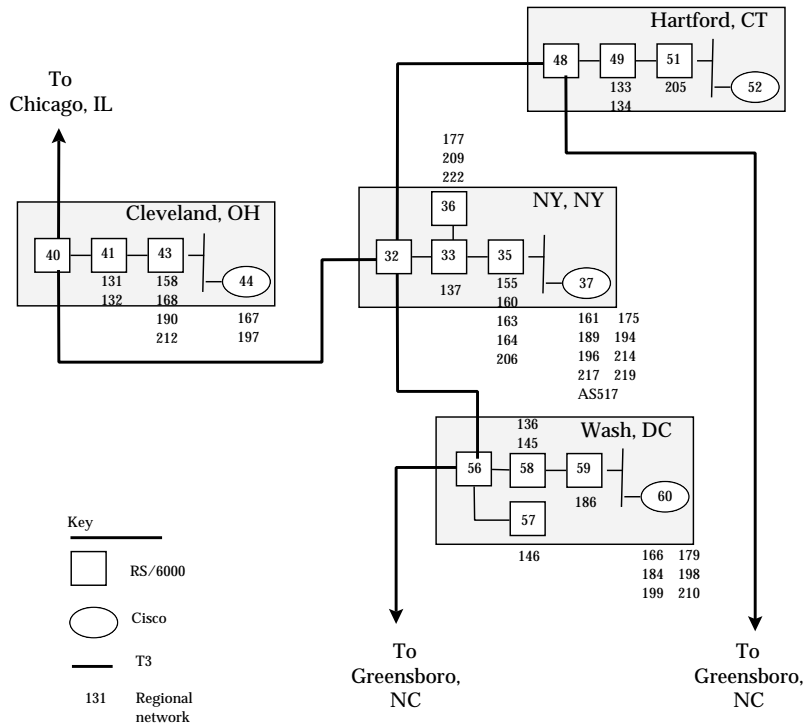 Hartford, CT
48 49 51
52
133 205
134
To
Chicago, IL
177
209
222
Cleveland, OH
40 41 43
44
131 158
132 168
190
212
167
197
NY, NY
36
32 33 35
37
137
155
160
163
164
206
161 175
189 194
196 214
217 219
AS517
Wash, DC
136
145
56 58 59
60
186
57
146
166 179
184 198
199 210
Key
RS/6000
Cisco
T3
131 Regional
network
To
Greensboro,
NC
To
Greensboro,
NC